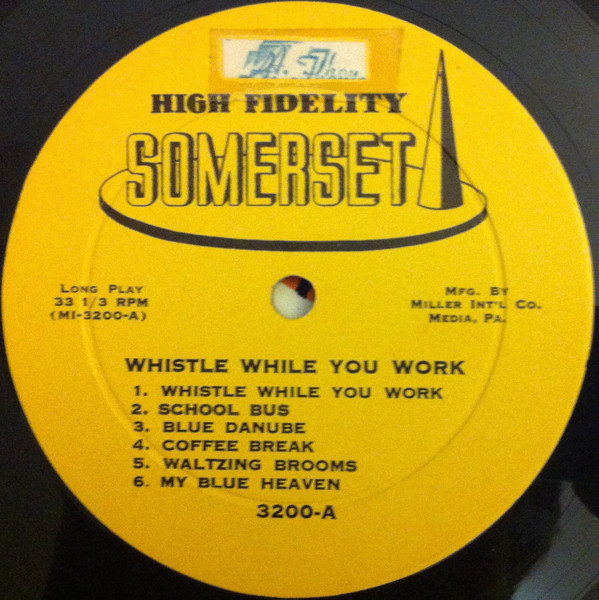 HIGH FIDELITY
SOMERSET
LONG PLAY
33 1/3 RPM
(MI-3200-A)
MFG. BY
MILLER INT'L CO.
MEDIA, PA.
WHISTLE WHILE YOU WORK
1. WHISTLE WHILE YOU WORK
2. SCHOOL BUS
3. BLUE DANUBE
4. COFFEE BREAK
5. WALTZING BROOMS
6. MY BLUE HEAVEN
3200-A